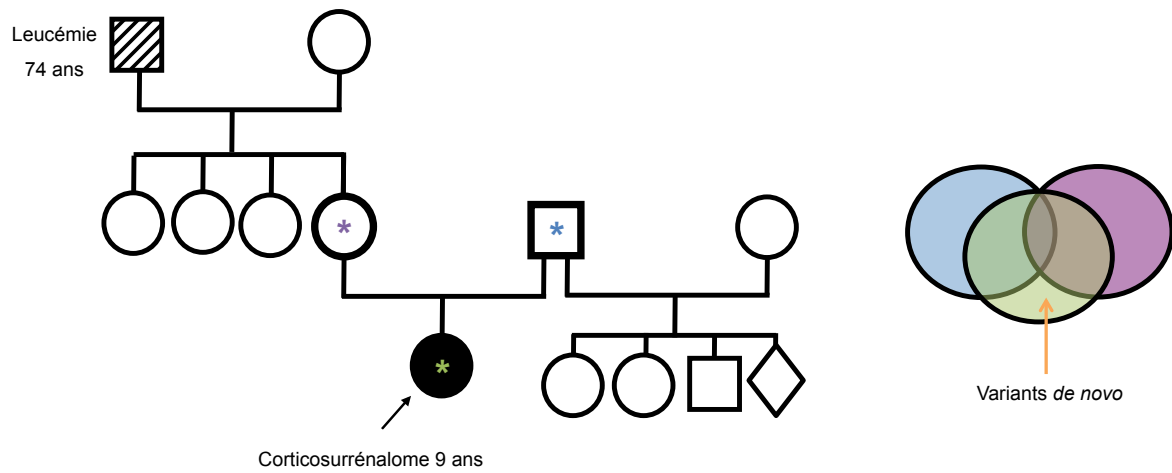 Leucémie
74 ans
*
*
*
Variants de novo
Corticosurrénalome 9 ans